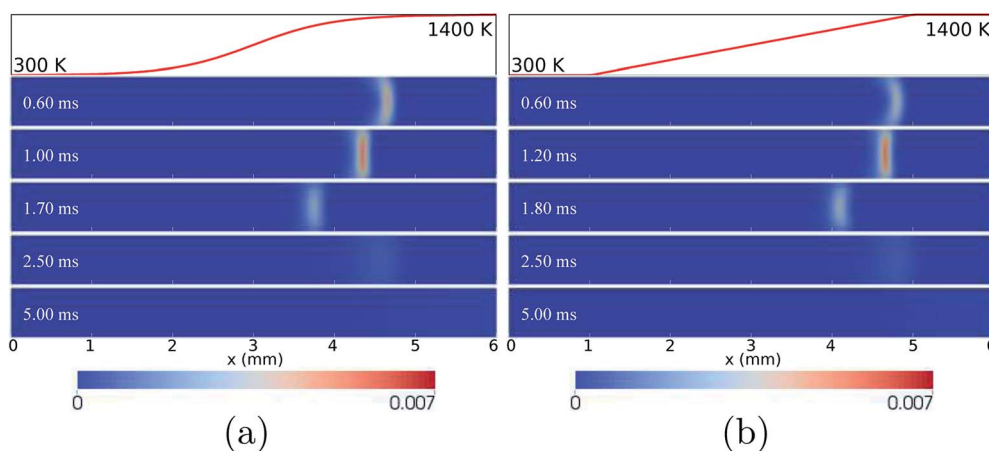 300 K
1400 K
0.60 ms
1.00 ms
1.70 ms
2.50 ms
5.00 ms
0 1 2 3 4 5 6
x (mm)
0 0.007
(a)
300 K
1400 K
0.60 ms
1.20 ms
1.80 ms
2.50 ms
5.00 ms
0 1 2 3 4 5 6
x (mm)
0 0.007
(b)